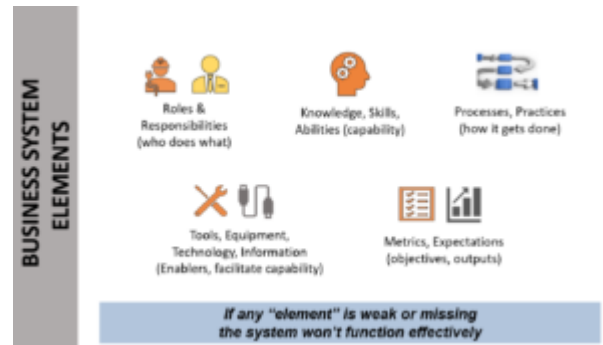 BUSINESS SYSTEM
ELEMENTS
Roles &
Responsibilities
(who does what)
Knowledge, Skills,
Abilities (capability)
Processes, Practices
(how it gets done)
Tools, Equipment,
Technology, Information
(Enablers, facilitate capability)
Metrics, Expectations
(objectives, outputs)
If any “element” is weak or missing
the system won’t function effectively